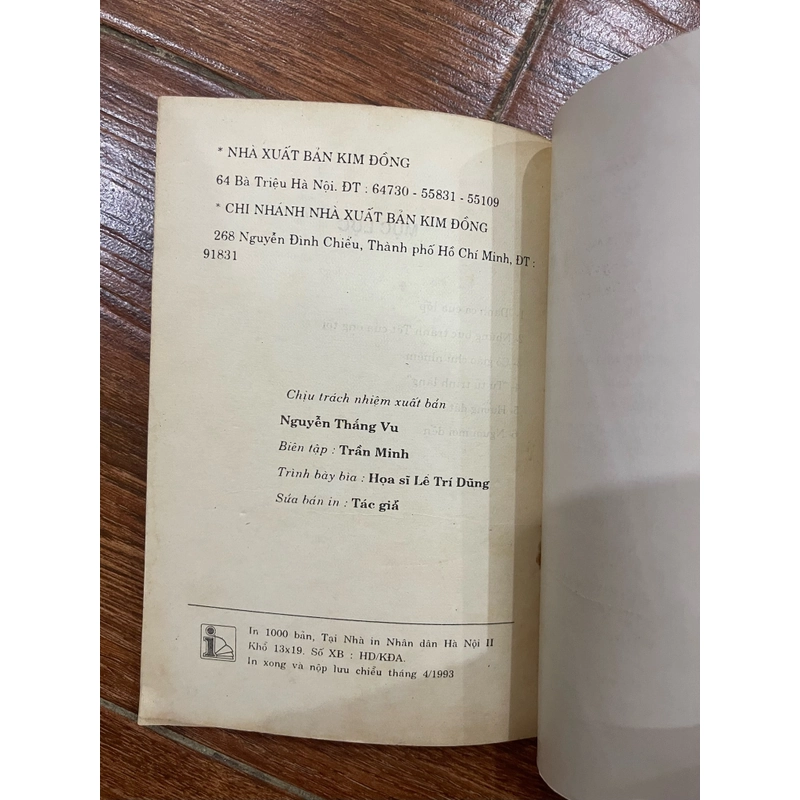 * NHÀ XUẤT BẢN KIM ĐỒNG
64 Bà Triệu Hà Nội. ĐT : 64730 - 55831 - 55109
* CHI NHÁNH NHÀ XUẤT BẢN KIM ĐỒNG
268 Nguyễn Đình Chiểu, Thành phố Hồ Chí Minh, ĐT :
91831
Chịu trách nhiệm xuất bản
Nguyễn Thắng Vu
Biên tập : Trần Minh
Trình bày bìa : Họa sĩ Lê Trí Dũng
Sửa bản in : Tác giả
In 1000 bản, Tại Nhà in Nhân dân Hà Nội II
Khổ 13x19. Số XB : HD/KĐA.
In xong và nộp lưu chiểu tháng 4/1993